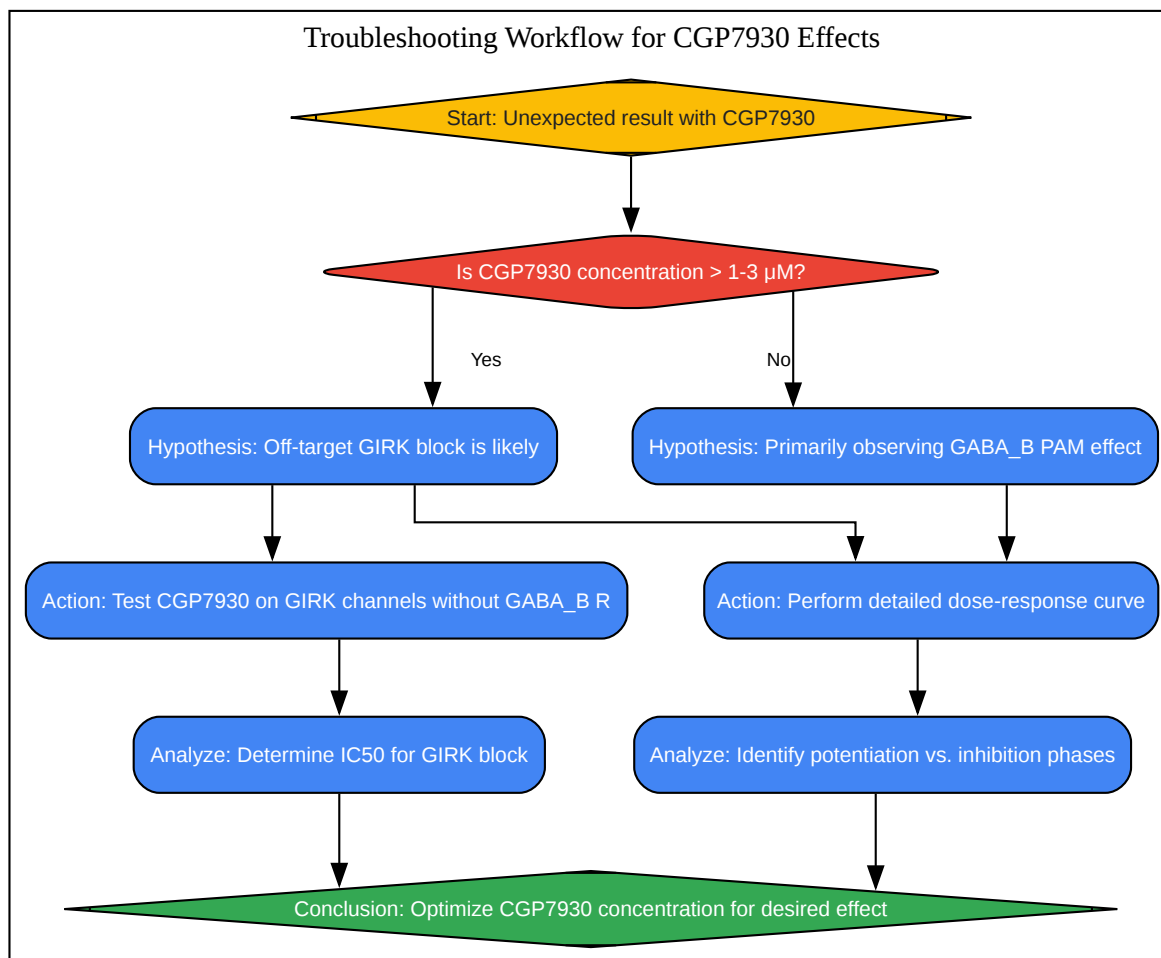 Troubleshooting Workflow for CGP7930 Effects
Start: Unexpected result with CGP7930
Is CGP7930 concentration > 1-3 μM?
Yes
No
Hypothesis: Off-target GIRK block is likely
Hypothesis: Primarily observing GABA_B PAM effect
Action: Test CGP7930 on GIRK channels without GABA_B R
Action: Perform detailed dose-response curve
Analyze: Determine IC50 for GIRK block
Analyze: Identify potentiation vs. inhibition phases
Conclusion: Optimize CGP7930 concentration for desired effect